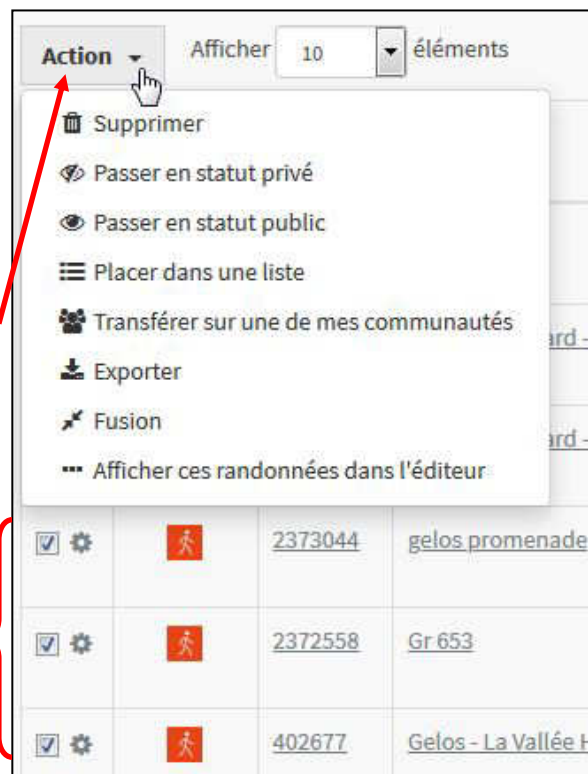 Action Afficher 10 éléments
Supprimer
Passer en statut privé
Passer en statut public
Placer dans une liste
Transférer sur une de mes communautés
ard -
Exporter
Fusion
ard -
Afficher ces randonnées dans l'éditeur
2373044 gelos promenade
2372558 Gr 653
402677 Gelos - La Vallée H